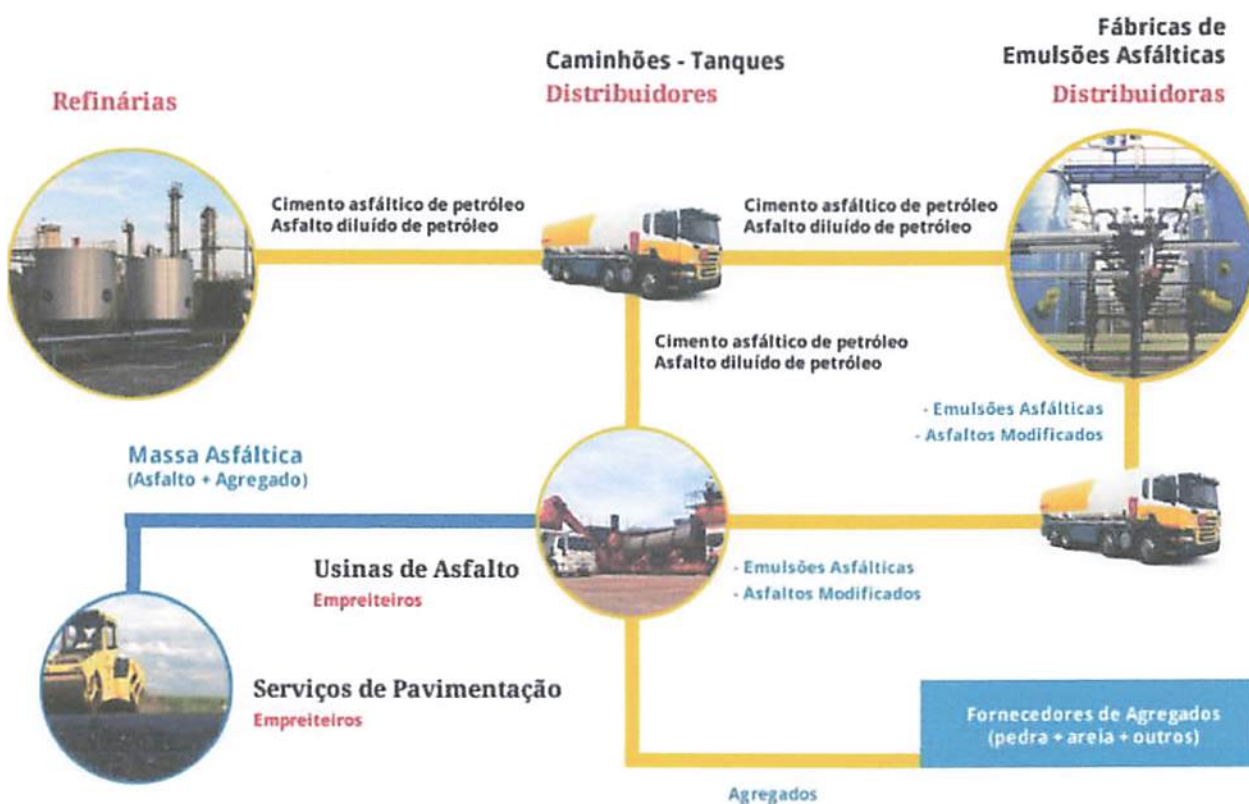 Refinárias
Caminhões - Tanques
Distribuidores
Fábricas de
Emulsões Asfálticas
Distribuidoras
Cimento asfáltico de petróleo
Asfalto diluído de petróleo
Cimento asfáltico de petróleo
Asfalto diluído de petróleo
Cimento asfáltico de petróleo
Asfalto diluído de petróleo
- Emulsões Asfálticas
- Asfaltos Modificados
Massa Asfáltica
(Asfalto + Agregado)
Usinas de Asfalto
Empreiteiros
- Emulsões Asfálticas
- Asfaltos Modificados
Serviços de Pavimentação
Empreiteiros
Fornecedores de Agregados
(pedra + areia + outros)
Agregados